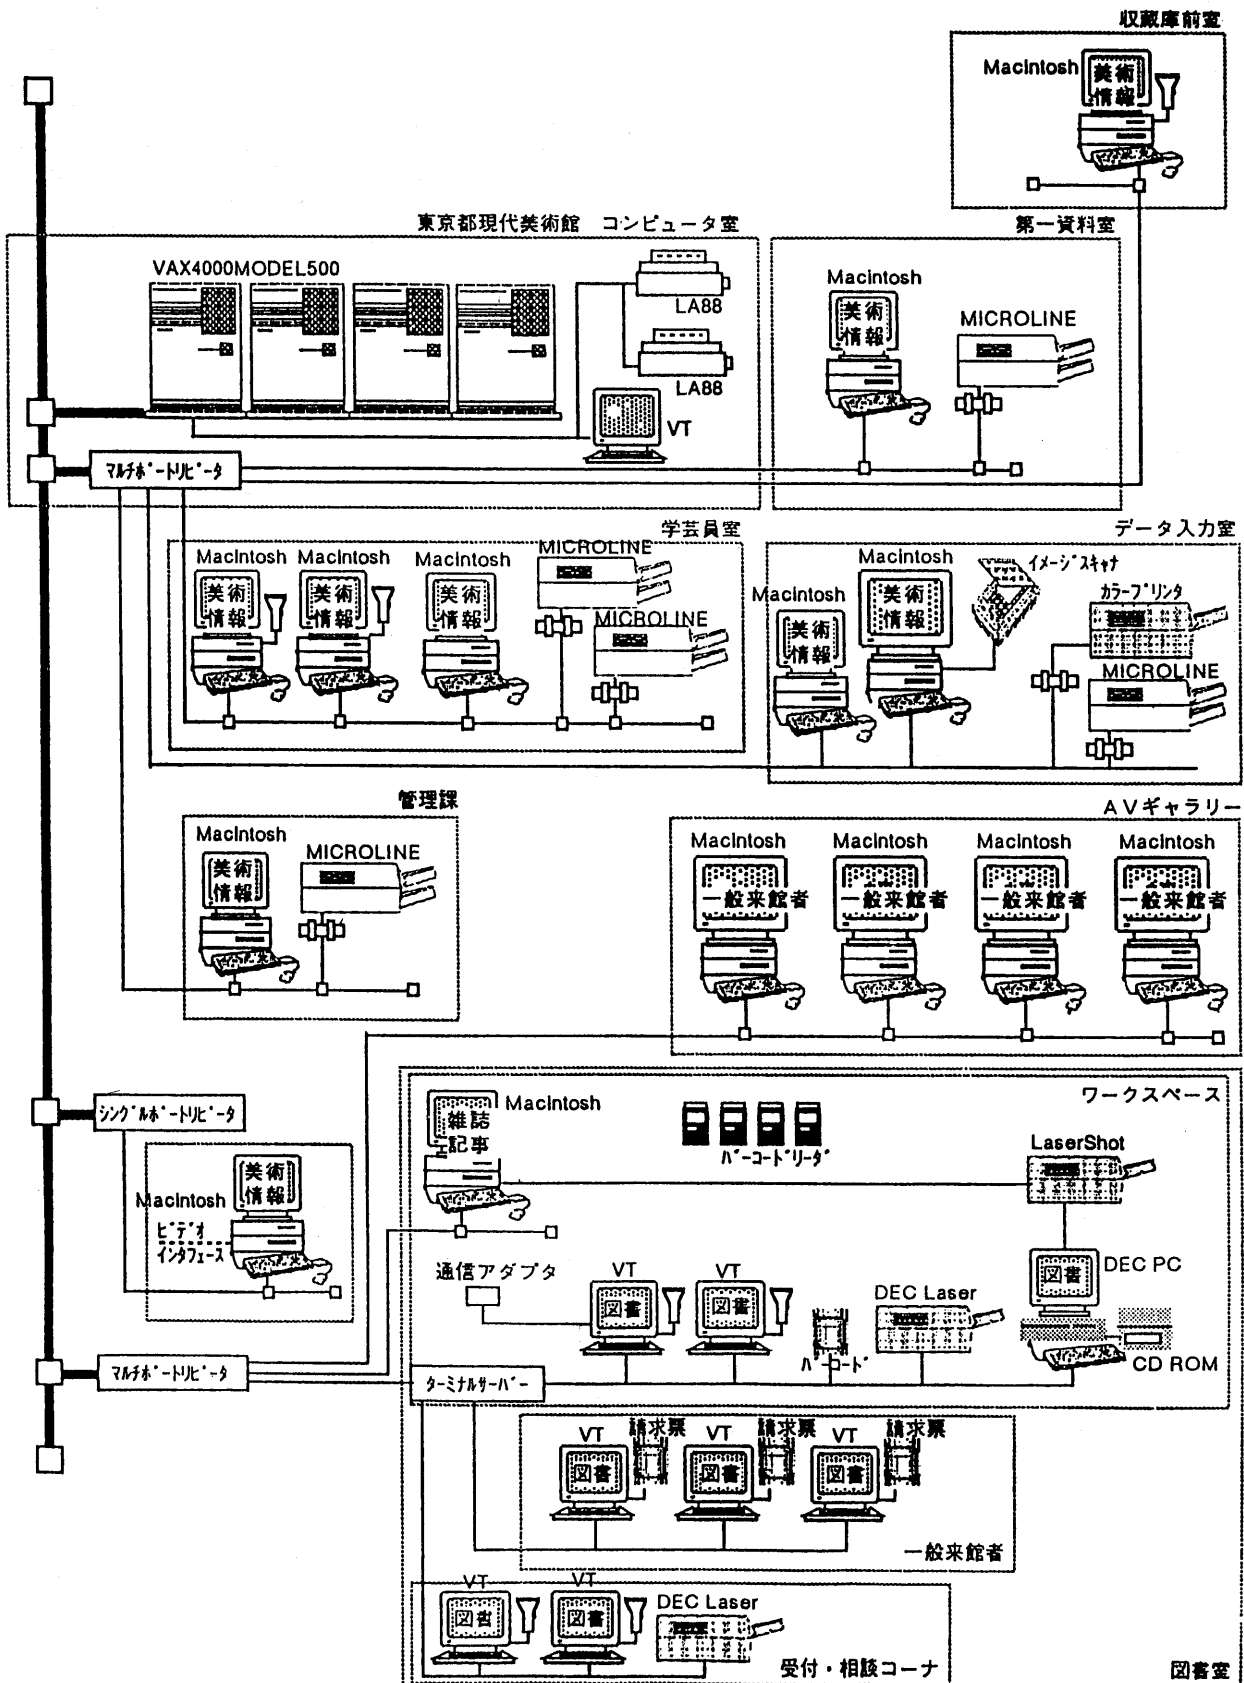 収蔵庫前室
Macintosh
美術
情報
東京都現代美術館 コンピュータ室
VAX4000MODEL500
LA88
LA88
VT
マルチポートリピータ
第一資料室
Macintosh
美術
情報
MICROLINE
学芸員室
Macintosh
美術
情報
Macintosh
美術
情報
Macintosh
美術
情報
MICROLINE
MICROLINE
データ入力室
Macintosh
美術
情報
Macintosh
美術
情報
イメージスキャナ
カラープリンタ
MICROLINE
管理課
Macintosh
美術
情報
MICROLINE
AVギャラリー
Macintosh
一般来館者
Macintosh
一般来館者
Macintosh
一般来館者
Macintosh
一般来館者
シングルポートリピータ
美術
情報
Macintosh
ビデオ
インタフェース
マルチポートリピータ
ワークスペース
雑誌
記事
Macintosh
バーコードリーダ
LaserShot
通信アダプタ
VT
図書
VT
図書
バーコード
DEC Laser
図書
DEC PC
CD ROM
ターミナルサーバー
VT
図書
請求票
VT
図書
請求票
VT
図書
請求票
一般来館者
VT
図書
VT
図書
DEC Laser
受付・相談コーナ
図書室